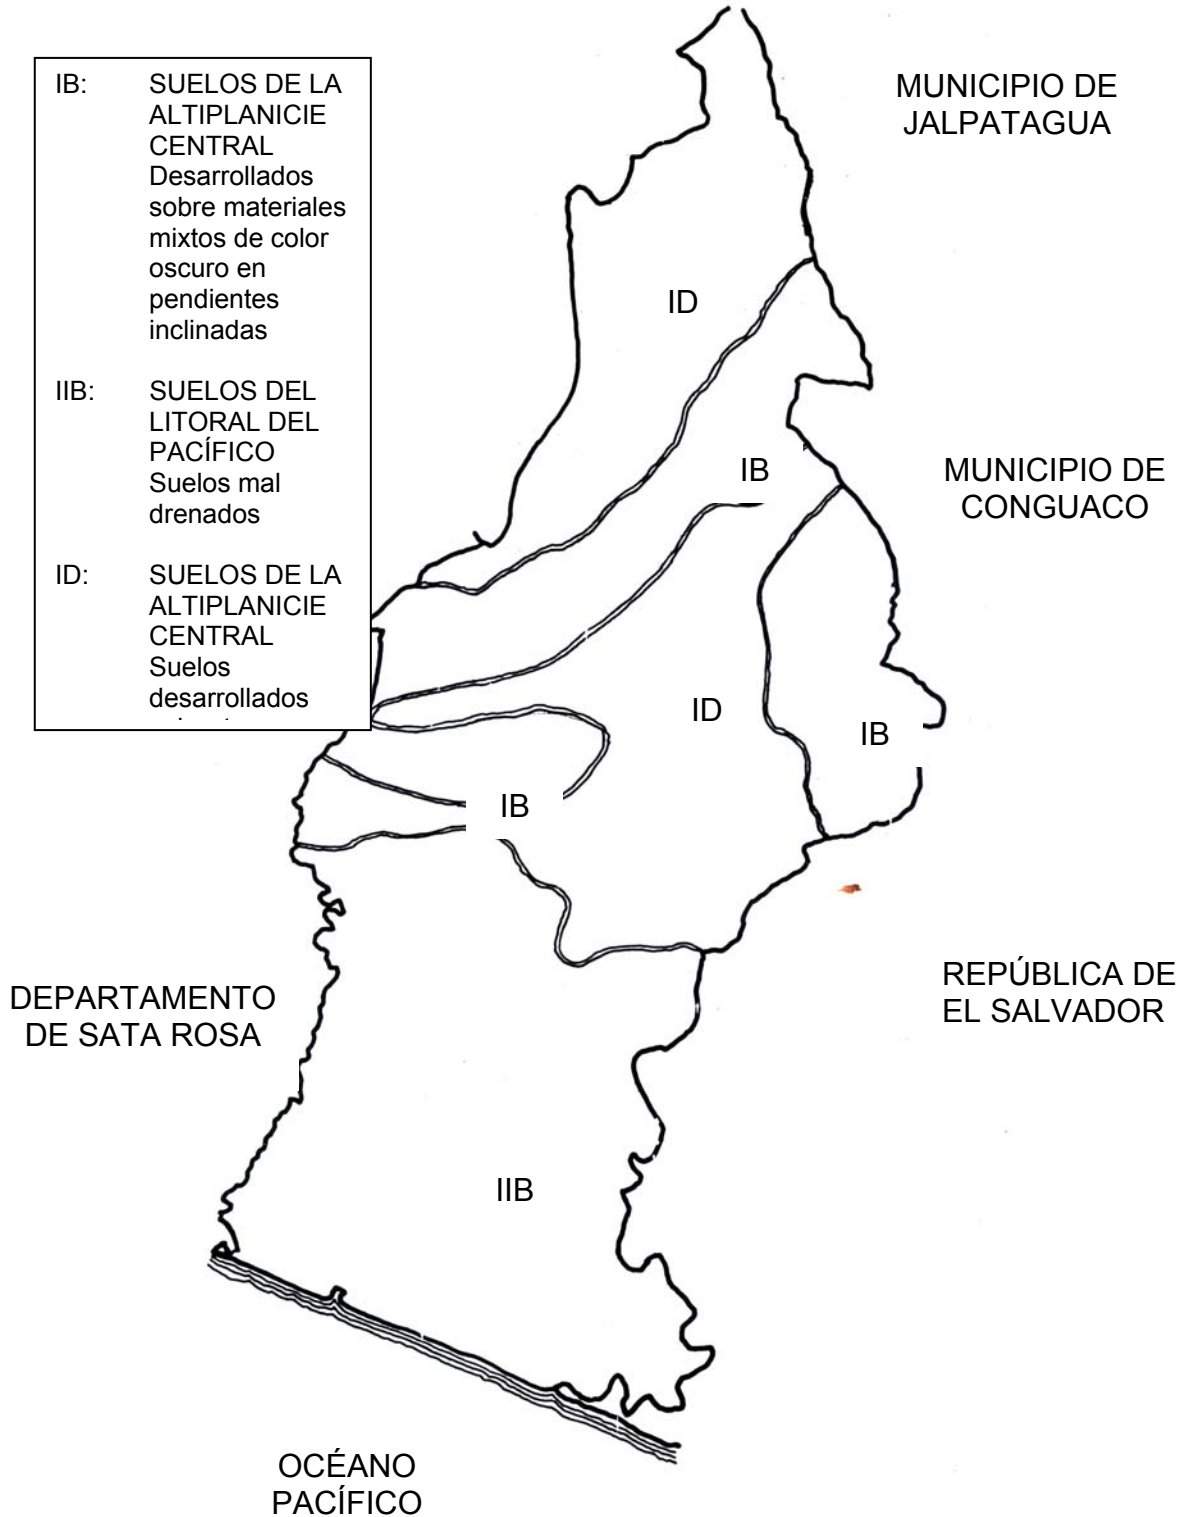 IB: SUELOS DE LA
ALTIPLANICIE
CENTRAL
Desarrollados
sobre materiales
mixtos de color
oscuro en
pendientes
inclinadas
IIB: SUELOS DEL
LITORAL DEL
PACÍFICO
Suelos mal
drenados
ID: SUELOS DE LA
ALTIPLANICIE
CENTRAL
Suelos
desarrollados
MUNICIPIO DE
JALPATAGUA
ID
IB
MUNICIPIO DE
CONGUACO
ID
IB
IB
DEPARTAMENTO
DE SATA ROSA
REPÚBLICA DE
EL SALVADOR
IIB
OCÉANO
PACÍFICO